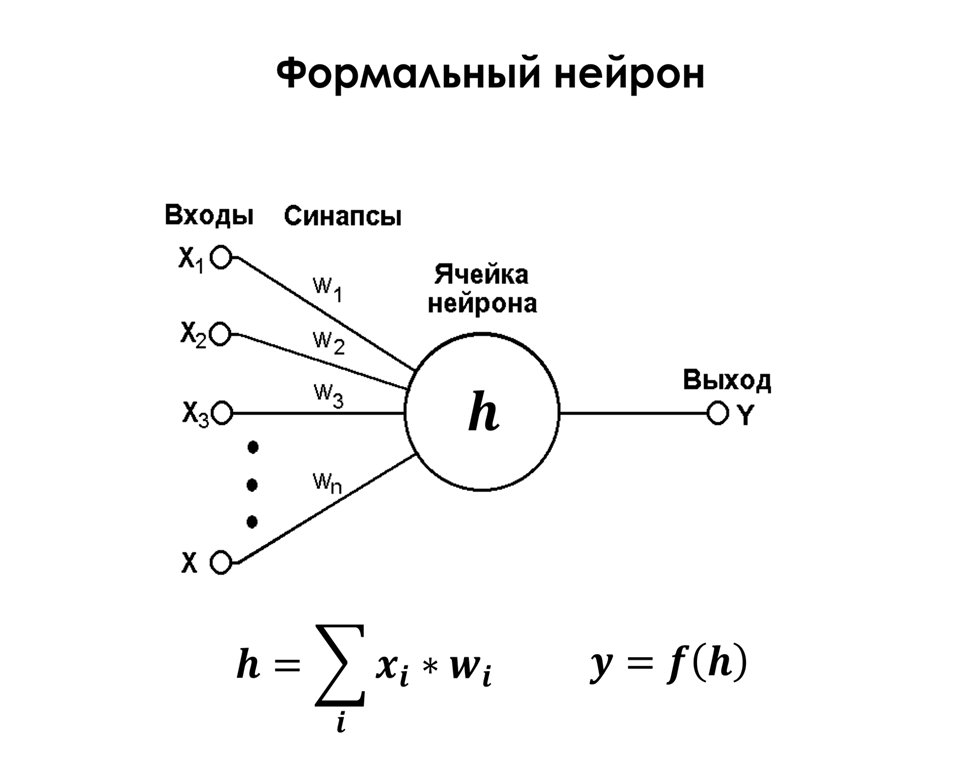 Формальный нейрон
Входы Синапсы
X₁
w₁
Ячейка
нейрона
X₂
w₂
Выход
X₃
w₃
h
Y
wₙ
X
h = ∑ᵢ xᵢ * wᵢ y = f(h)